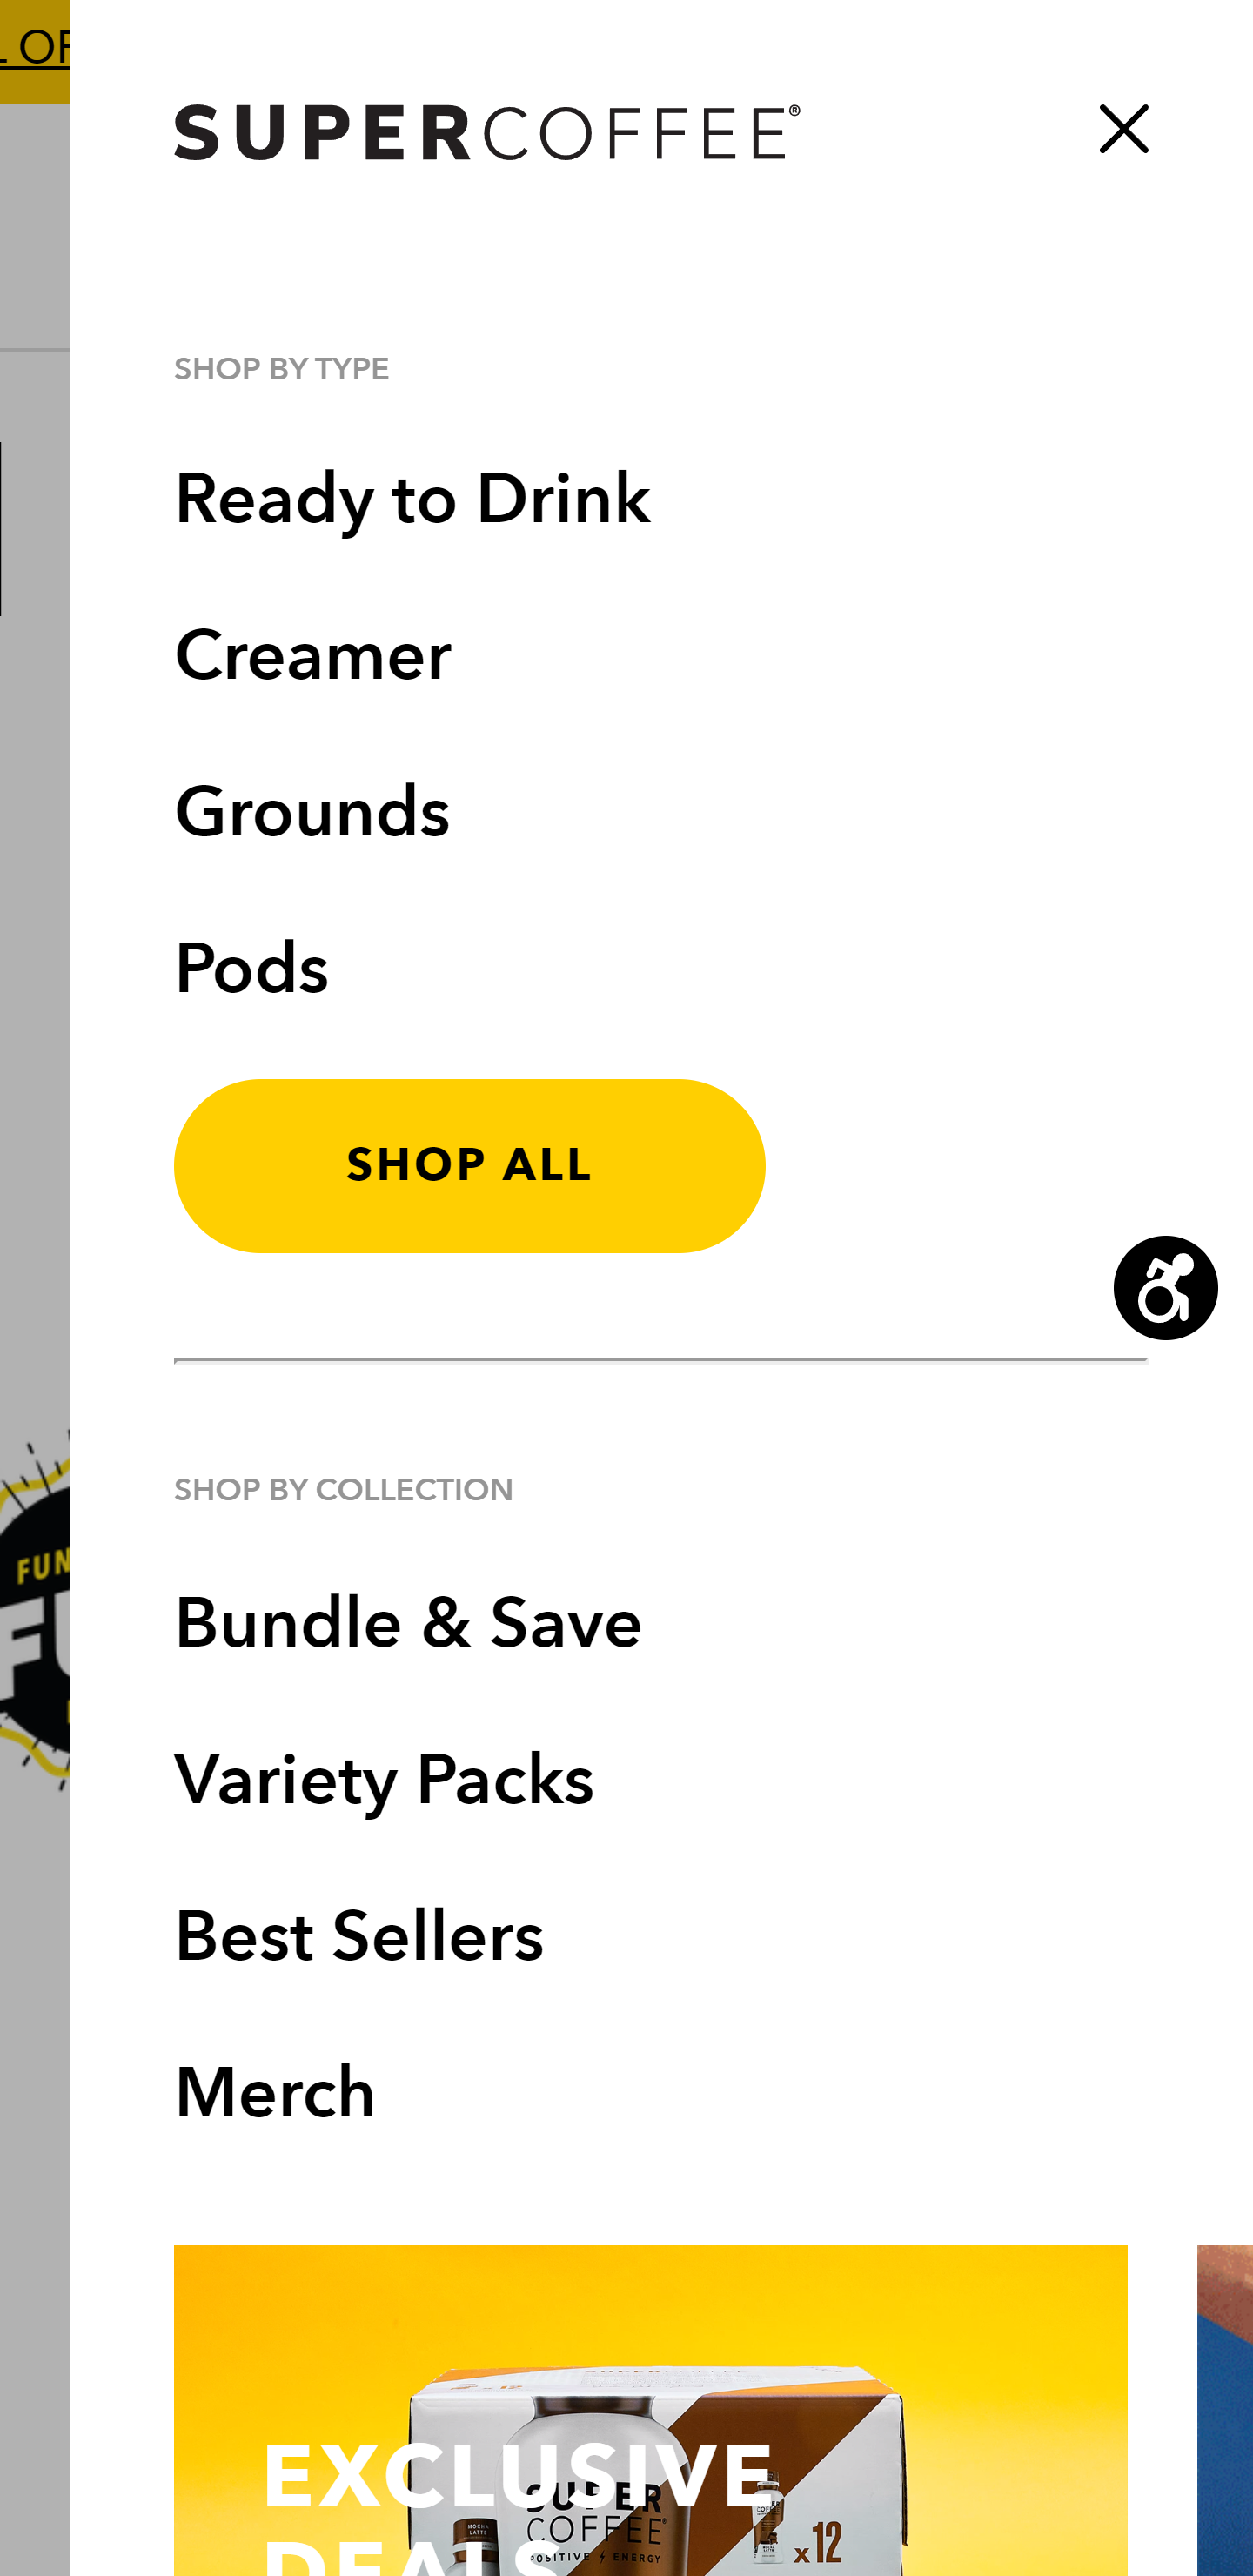 OF
SUPERCOFFEE®
SHOP BY TYPE
Ready to Drink
Creamer
Grounds
Pods
SHOP ALL
SHOP BY COLLECTION
FUN
FU
Bundle & Save
Variety Packs
Best Sellers
Merch
EXCLUSIVE
DEALS
SUPER
COFFEE
POSITIVE ENERGY
MOCHA
LATTE
x12